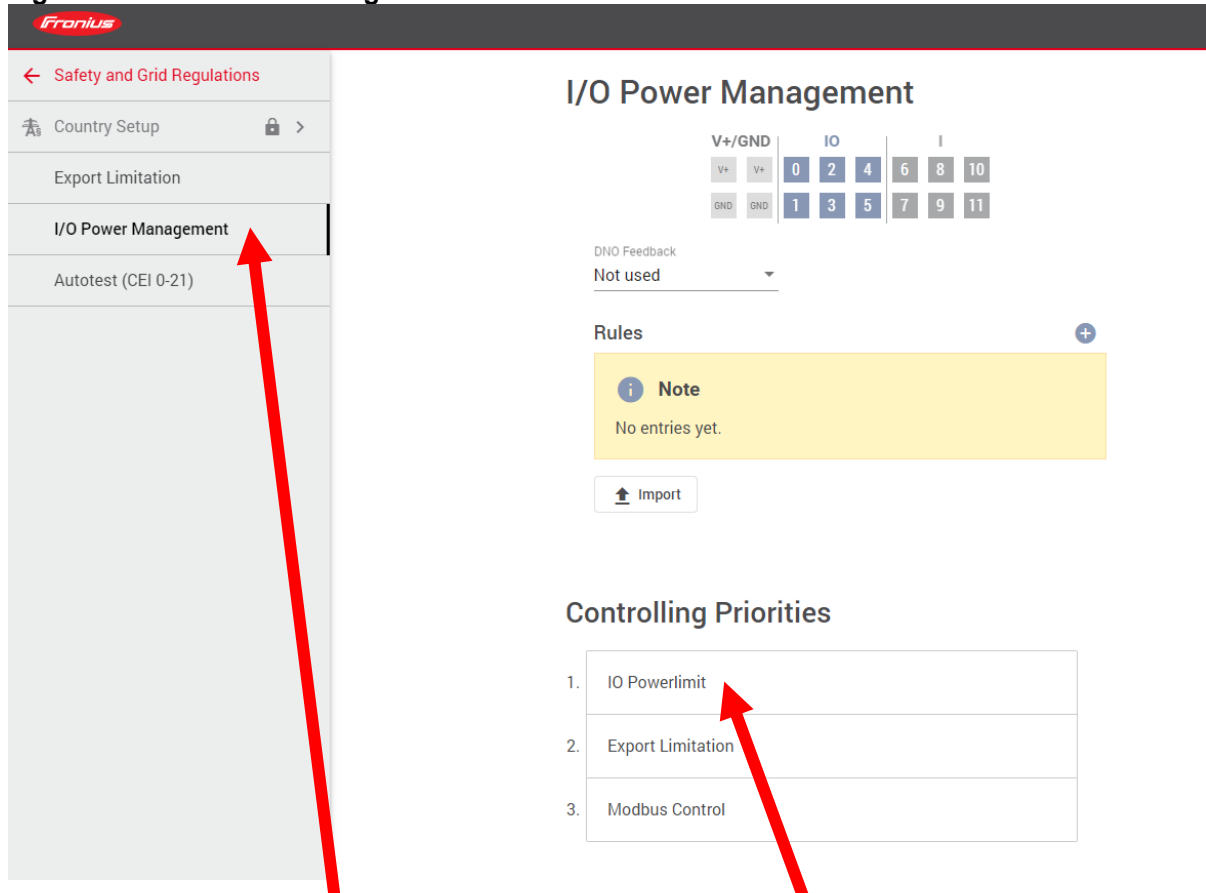 Fronius
Safety and Grid Regulations
Country Setup
Export Limitation
I/O Power Management
Autotest (CEI 0-21)
I/O Power Management
V+/GND IO I
V+ V+ 0 2 4 6 8 10
GND GND 1 3 5 7 9 11
DNO Feedback
Not used
Rules
Note
No entries yet.
Import
Controlling Priorities
1. IO Powerlimit
2. Export Limitation
3. Modbus Control